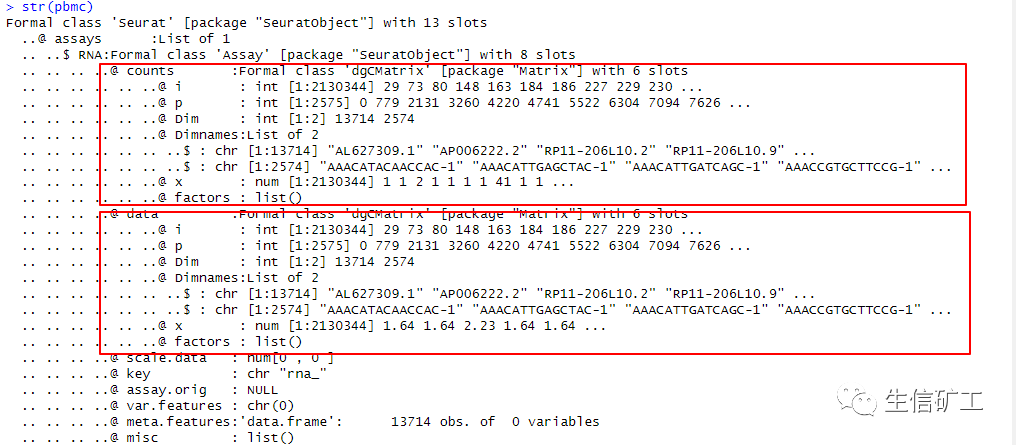 > str(pbmc)
Formal class 'Seurat' [package "SeuratObject"] with 13 slots
..@ assays :List of 1
.. ..$ RNA:Formal class 'Assay' [package "SeuratObject"] with 8 slots
.. .. .. ..@ counts :Formal class 'dgCMatrix' [package "Matrix"] with 6 slots
.. .. .. .. .. ..@ i : int [1:2130344] 29 73 80 148 163 184 186 227 229 230 ...
.. .. .. .. .. ..@ p : int [1:2575] 0 779 2131 3260 4220 4741 5522 6304 7094 7626 ...
.. .. .. .. .. ..@ Dim : int [1:2] 13714 2574
.. .. .. .. .. ..@ Dimnames:List of 2
.. .. .. .. .. .. ..$ : chr [1:13714] "AL627309.1" "AP006222.2" "RP11-206L10.2" "RP11-206L10.9" ...
.. .. .. .. .. .. ..$ : chr [1:2574] "AAACATACAACCAC-1" "AAACATTGAGCTAC-1" "AAACATTGATCAGC-1" "AAACCGTGCTTCCG-1" ...
.. .. .. .. .. ..@ x : num [1:2130344] 1 1 2 1 1 1 1 41 1 1 ...
.. .. .. .. .. ..@ factors : list()
.. .. .. ..@ data :Formal class 'dgCMatrix' [package "Matrix"] with 6 slots
.. .. .. .. .. ..@ i : int [1:2130344] 29 73 80 148 163 184 186 227 229 230 ...
.. .. .. .. .. ..@ p : int [1:2575] 0 779 2131 3260 4220 4741 5522 6304 7094 7626 ...
.. .. .. .. .. ..@ Dim : int [1:2] 13714 2574
.. .. .. .. .. ..@ Dimnames:List of 2
.. .. .. .. .. .. ..$ : chr [1:13714] "AL627309.1" "AP006222.2" "RP11-206L10.2" "RP11-206L10.9" ...
.. .. .. .. .. .. ..$ : chr [1:2574] "AAACATACAACCAC-1" "AAACATTGAGCTAC-1" "AAACATTGATCAGC-1" "AAACCGTGCTTCCG-1" ...
.. .. .. .. .. ..@ x : num [1:2130344] 1.64 1.64 2.23 1.64 1.64 ...
.. .. .. .. .. ..@ factors : list()
.. .. .. ..@ scale.data : num[0 , 0 ]
.. .. .. ..@ key : chr "rna_"
.. .. .. ..@ assay.orig : NULL
.. .. .. ..@ var.features : chr(0)
.. .. .. ..@ meta.features:'data.frame': 13714 obs. of 0 variables
.. .. .. ..@ misc : list()
生信矿工